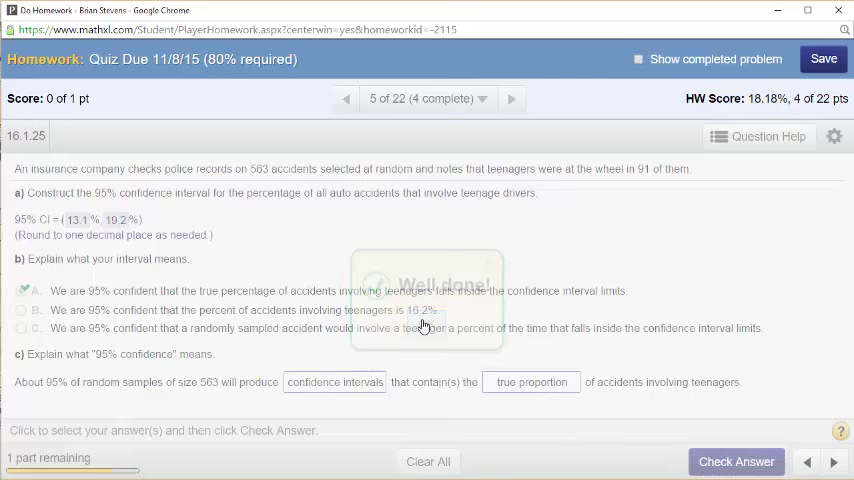 Do Homework - Brian Stevens - Google Chrome
https://www.mathxl.com/Student/PlayerHomework.aspx?centerwin=yes&homeworkid=-2115
Homework: Quiz Due 11/8/15 (80% required)
Show completed problem
Save
Score: 0 of 1 pt
5 of 22 (4 complete)
HW Score: 18.18%, 4 of 22 pts
16.1.25
Question Help
An insurance company checks police records on 563 accidents selected at random and notes that teenagers were at the wheel in 91 of them.
a) Construct the 95% confidence interval for the percentage of all auto accidents that involve teenage drivers.
95% CI = ( 13.1 %, 19.2 %)
(Round to one decimal place as needed.)
b) Explain what your interval means.
Well done!
A. We are 95% confident that the true percentage of accidents involving teenagers falls inside the confidence interval limits.
B. We are 95% confident that the percent of accidents involving teenagers is 16.2%.
C. We are 95% confident that a randomly sampled accident would involve a teenager a percent of the time that falls inside the confidence interval limits.
c) Explain what "95% confidence" means.
About 95% of random samples of size 563 will produce confidence intervals that contain(s) the true proportion of accidents involving teenagers.
Click to select your answer(s) and then click Check Answer.
?
1 part remaining
Clear All
Check Answer